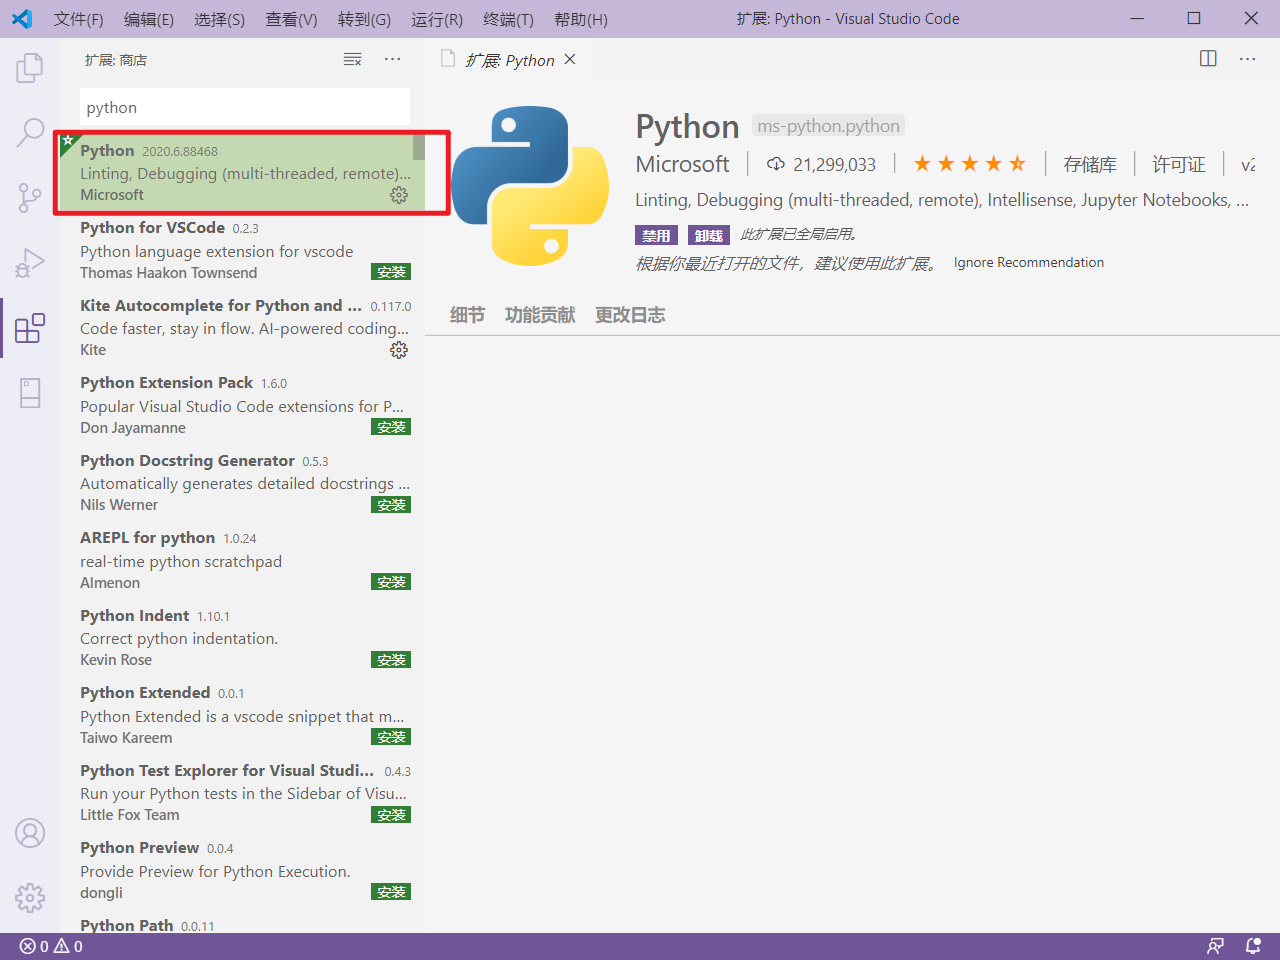 文件(F) 编辑(E) 选择(S) 查看(V) 转到(G) 运行(R) 终端(T) 帮助(H) 扩展: Python - Visual Studio Code
扩展: 商店
python
Python 2020.6.88468
Linting, Debugging (multi-threaded, remote)...
Microsoft
Python for VSCode 0.2.3
Python language extension for vscode
Thomas Haakon Townsend 安装
Kite Autocomplete for Python and ... 0.117.0
Code faster, stay in flow. AI-powered coding...
Kite
Python Extension Pack 1.6.0
Popular Visual Studio Code extensions for P...
Don Jayamanne 安装
Python Docstring Generator 0.5.3
Automatically generates detailed docstrings ...
Nils Werner 安装
AREPL for python 1.0.24
real-time python scratchpad
Almenon 安装
Python Indent 1.10.1
Correct python indentation.
Kevin Rose 安装
Python Extended 0.0.1
Python Extended is a vscode snippet that m...
Taiwo Kareem 安装
Python Test Explorer for Visual Studi... 0.4.3
Run your Python tests in the Sidebar of Visu...
Little Fox Team 安装
Python Preview 0.0.4
Provide Preview for Python Execution.
dongli 安装
Python Path 0.0.11
扩展: Python
Python ms-python.python
Microsoft 21,299,033 存储库 许可证 v2
Linting, Debugging (multi-threaded, remote), Intellisense, Jupyter Notebooks, ...
禁用 卸载 此扩展已全局启用。
根据你最近打开的文件，建议使用此扩展。 Ignore Recommendation
细节 功能贡献 更改日志
0 0